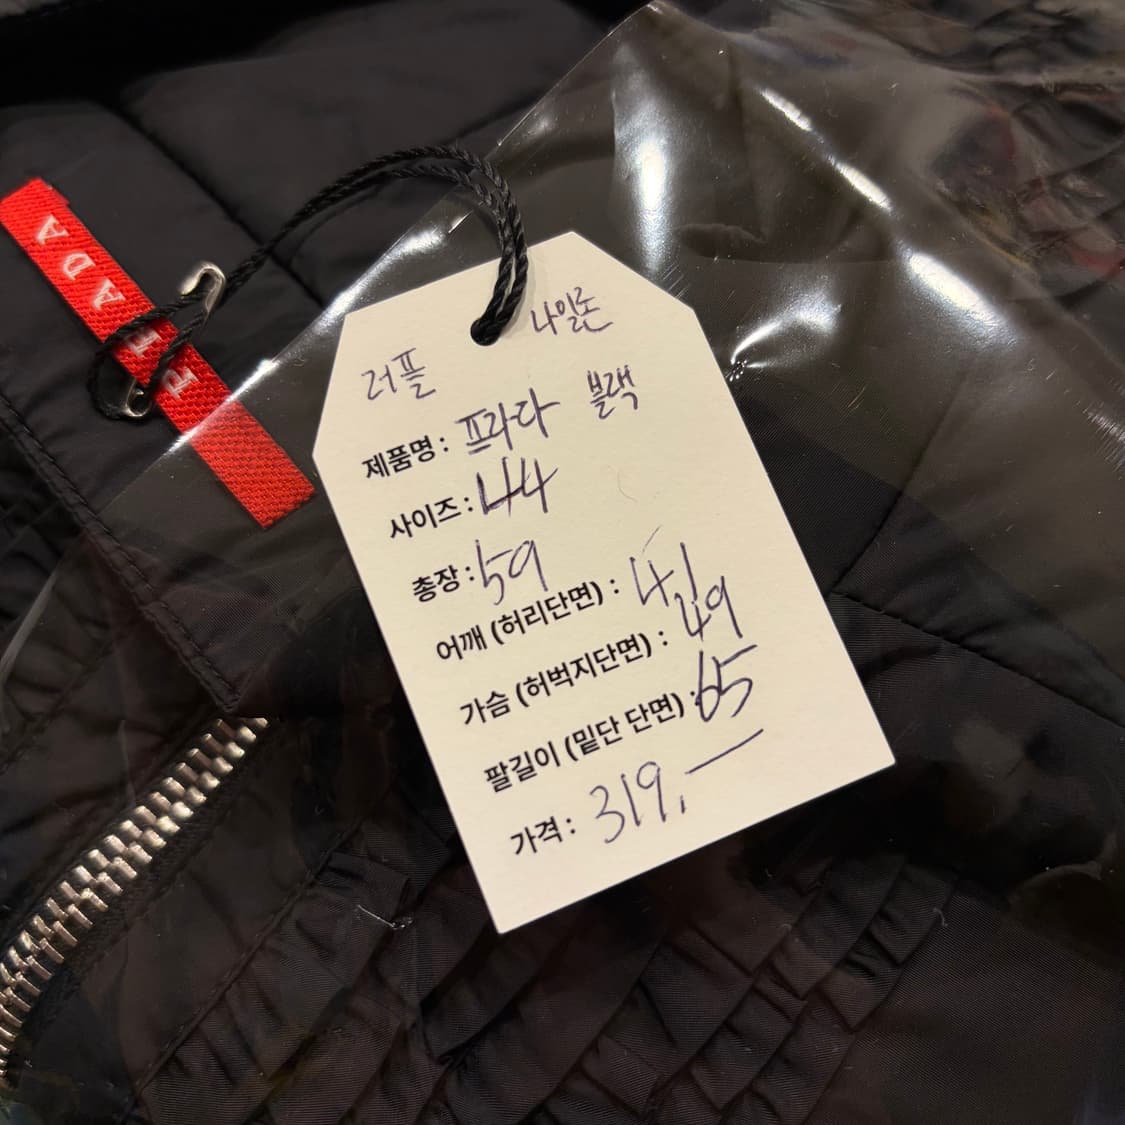 PRADA
나일론
러플
제품명 : 프라다 블랙
사이즈 : 44
총장 : 59
어깨 (허리단면) : 41
가슴 (허벅지단면) : 49
팔길이 (밑단 단면) : 65
가격 : 319,—